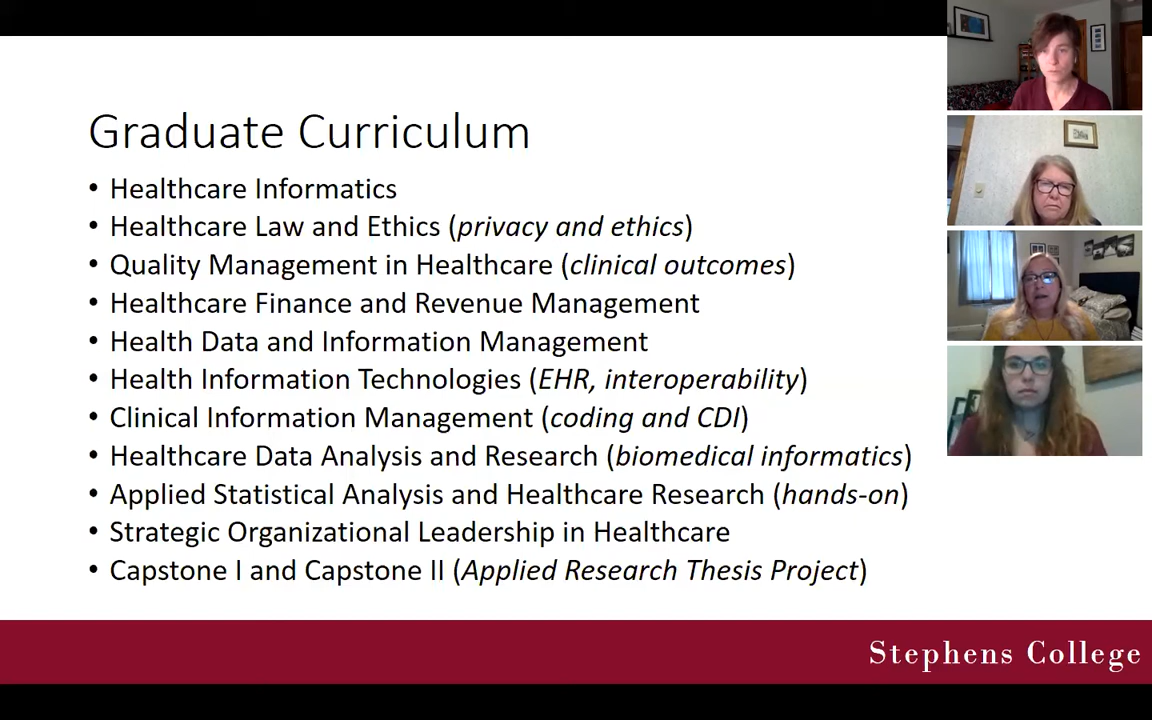 Graduate Curriculum
• Healthcare Informatics
• Healthcare Law and Ethics (privacy and ethics)
• Quality Management in Healthcare (clinical outcomes)
• Healthcare Finance and Revenue Management
• Health Data and Information Management
• Health Information Technologies (EHR, interoperability)
• Clinical Information Management (coding and CDI)
• Healthcare Data Analysis and Research (biomedical informatics)
• Applied Statistical Analysis and Healthcare Research (hands-on)
• Strategic Organizational Leadership in Healthcare
• Capstone I and Capstone II (Applied Research Thesis Project)
Stephens College